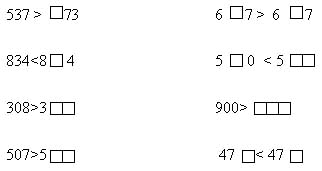 537 > □73 6 □7 > 6 □7
834<8□ 4 5 □ 0 < 5 □□
308>3□□ 900> □□□
507>5□□ 47 □< 47 □